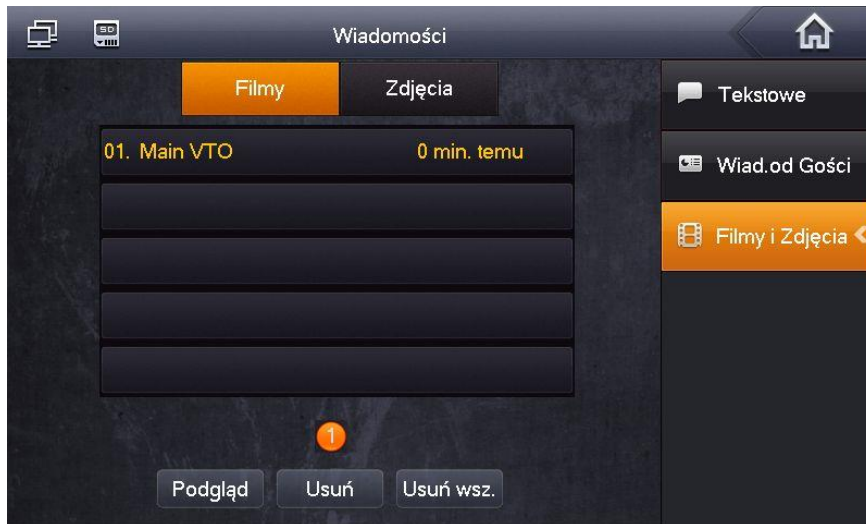 SD
Wiadomości
Filmy
Zdjęcia
01. Main VTO 0 min. temu
1
Podgląd
Usuń
Usuń wsz.
Tekstowe
Wiad.od Gości
Filmy i Zdjęcia